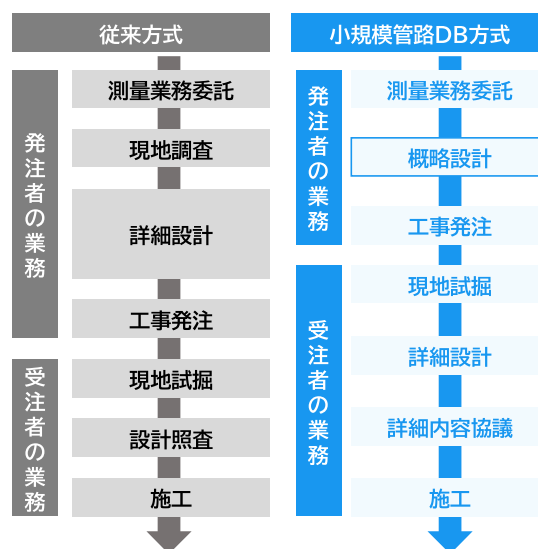 従来方式
発注者の業務
測量業務委託
現地調査
詳細設計
工事発注
受注者の業務
現地試掘
設計照査
施工
小規模管路DB方式
発注者の業務
測量業務委託
概略設計
工事発注
受注者の業務
現地試掘
詳細設計
詳細内容協議
施工